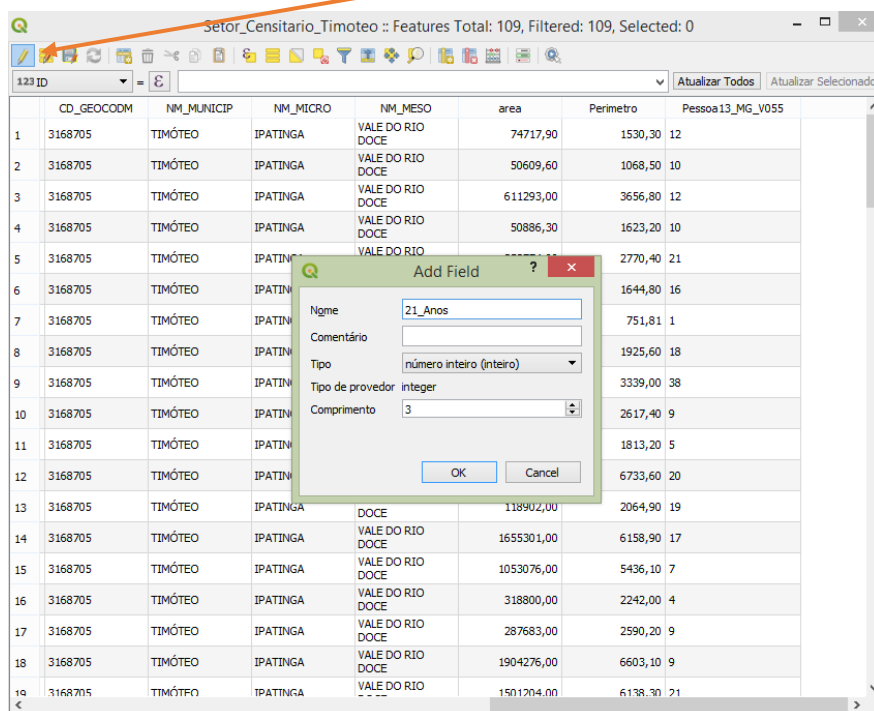 Setor_Censitario_Timoteo :: Features Total: 109, Filtered: 109, Selected: 0
123 ID = ε Atualizar Todos Atualizar Selecionado
CD_GEOCODM NM_MUNICIP NM_MICRO NM_MESO area Perimetro Pessoa13_MG_V055
1 3168705 TIMÓTEO IPATINGA VALE DO RIO DOCE 74717,90 1530,30 12
2 3168705 TIMÓTEO IPATINGA VALE DO RIO DOCE 50609,60 1068,50 10
3 3168705 TIMÓTEO IPATINGA VALE DO RIO DOCE 611293,00 3656,80 12
4 3168705 TIMÓTEO IPATINGA VALE DO RIO DOCE 50886,30 1623,20 10
5 3168705 TIMÓTEO VALE DO RIO 2770,40 21
6 3168705 TIMÓTEO 1644,80 16
7 3168705 TIMÓTEO 751,81 1
8 3168705 TIMÓTEO 1925,60 18
9 3168705 TIMÓTEO 3339,00 38
10 3168705 TIMÓTEO 2617,40 9
11 3168705 TIMÓTEO 1813,20 5
12 3168705 TIMÓTEO 6733,60 20
Add Field ?
Nome 21_Anos
Comentário
Tipo número inteiro (inteiro)
Tipo de provedor integer
Comprimento 3
OK Cancel
13 3168705 TIMÓTEO IPATINGA DOCE 118902,00 2064,90 19
14 3168705 TIMÓTEO IPATINGA VALE DO RIO DOCE 1655301,00 6158,90 17
15 3168705 TIMÓTEO IPATINGA VALE DO RIO DOCE 1053076,00 5436,10 7
16 3168705 TIMÓTEO IPATINGA VALE DO RIO DOCE 318800,00 2242,00 4
17 3168705 TIMÓTEO IPATINGA VALE DO RIO DOCE 287683,00 2590,20 9
18 3168705 TIMÓTEO IPATINGA VALE DO RIO DOCE 1904276,00 6603,10 9
19 3168705 TIMÓTEO IPATINGA VALE DO RIO 1501204,00 6138,30 21